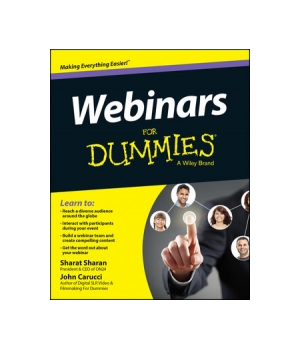 Making Everything Easier!™
Webinars
FOR
DUMMIES®
A Wiley Brand
Learn to:
• Reach a diverse audience
around the globe
• Interact with participants
during your event
• Build a webinar team and
create compelling content
• Get the word out about
your webinar
Sharat Sharan
President & CEO of ON24
John Carucci
Author of Digital SLR Video &
Filmmaking For Dummies